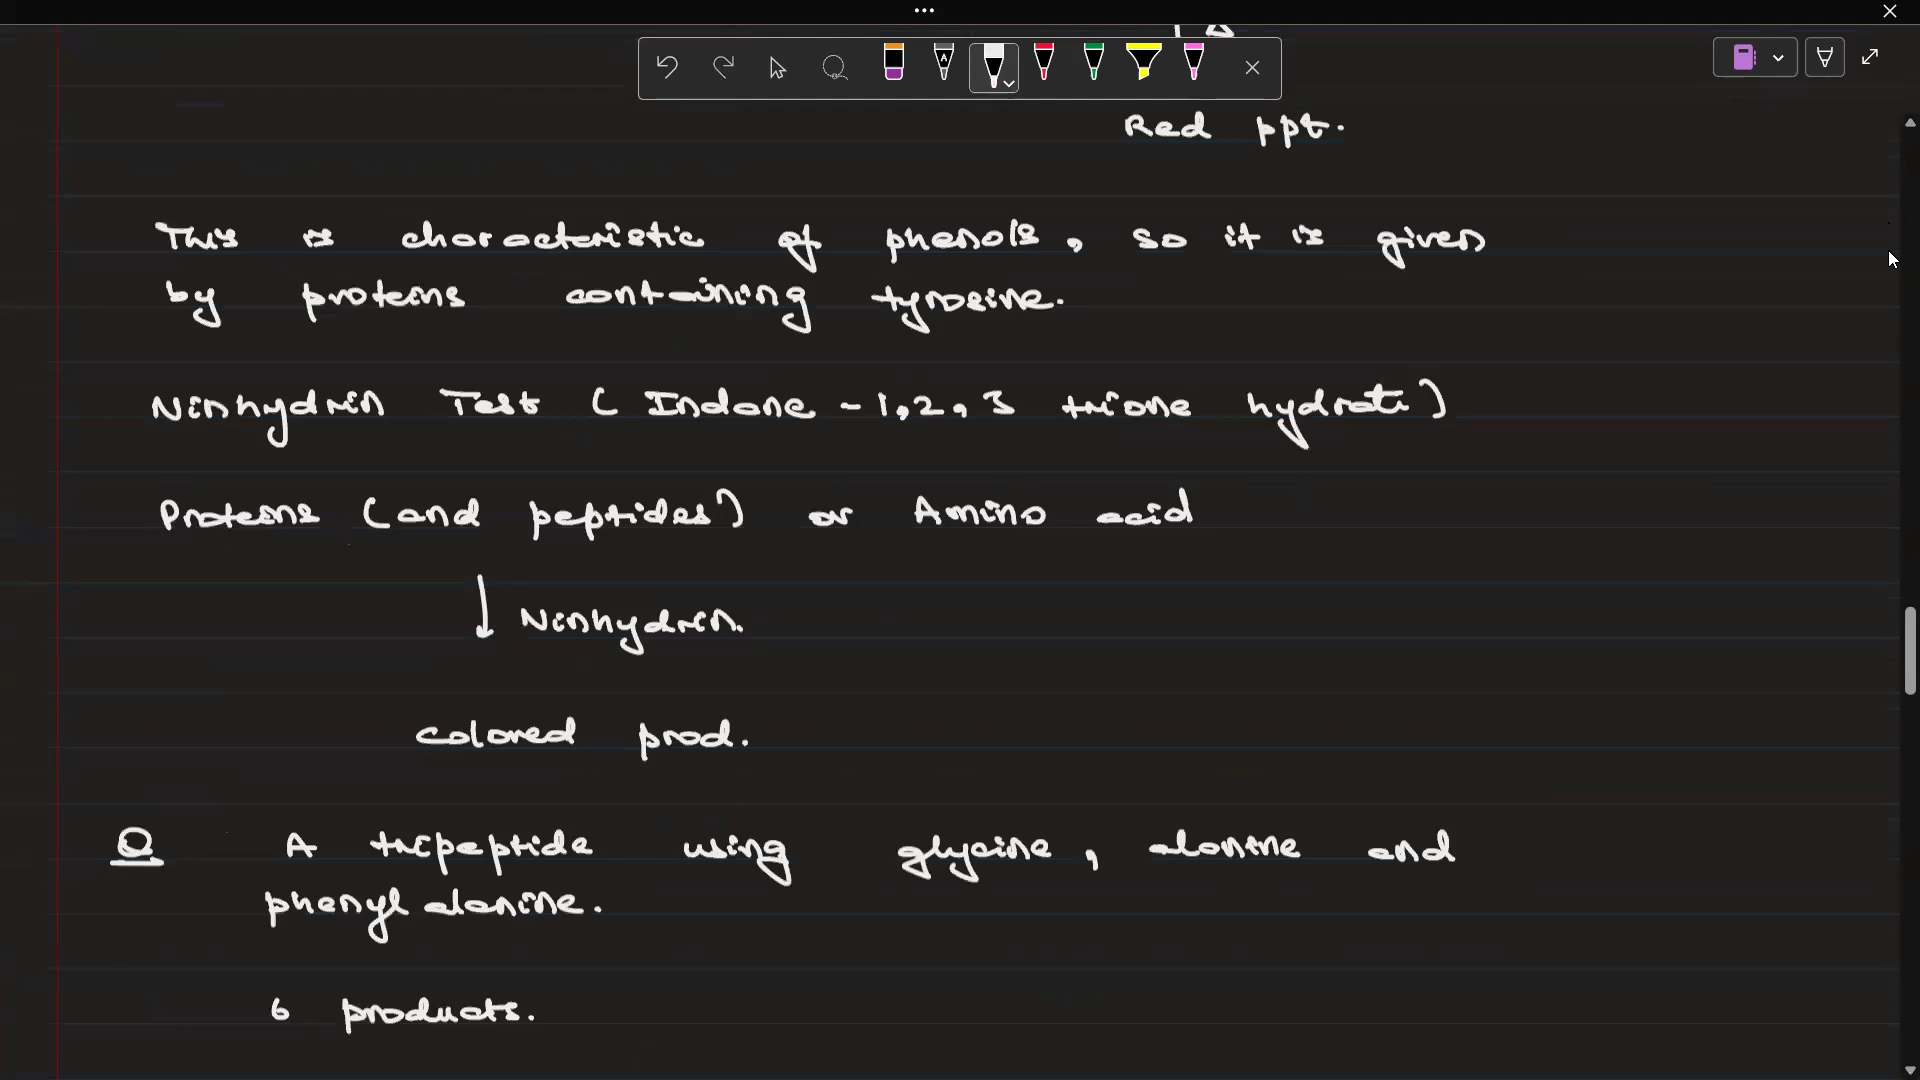 Red ppt.
This is characteristic of phenols, so it is given
by proteins containing tyrosine.
Ninhydrin Test (Indane-1,2,3 trione hydrate)
Proteins (and peptides) or Amino acid
↓ Ninhydrin.
colored prod.
Q A tripeptide using glycine, alanine and
phenyl alanine.
6 products.